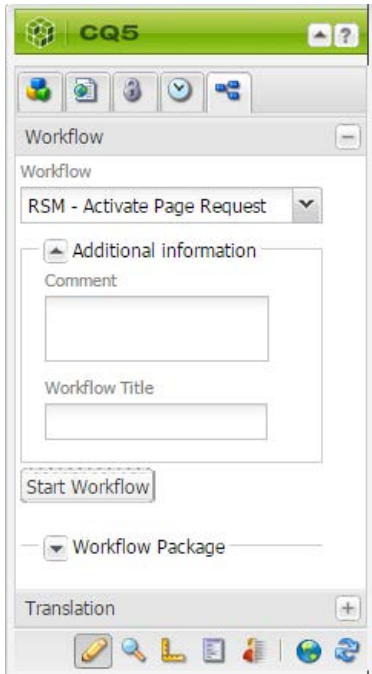 CQ5
?
Workflow
Workflow
RSM - Activate Page Request
Additional information
Comment
Workflow Title
Start Workflow
Workflow Package
Translation